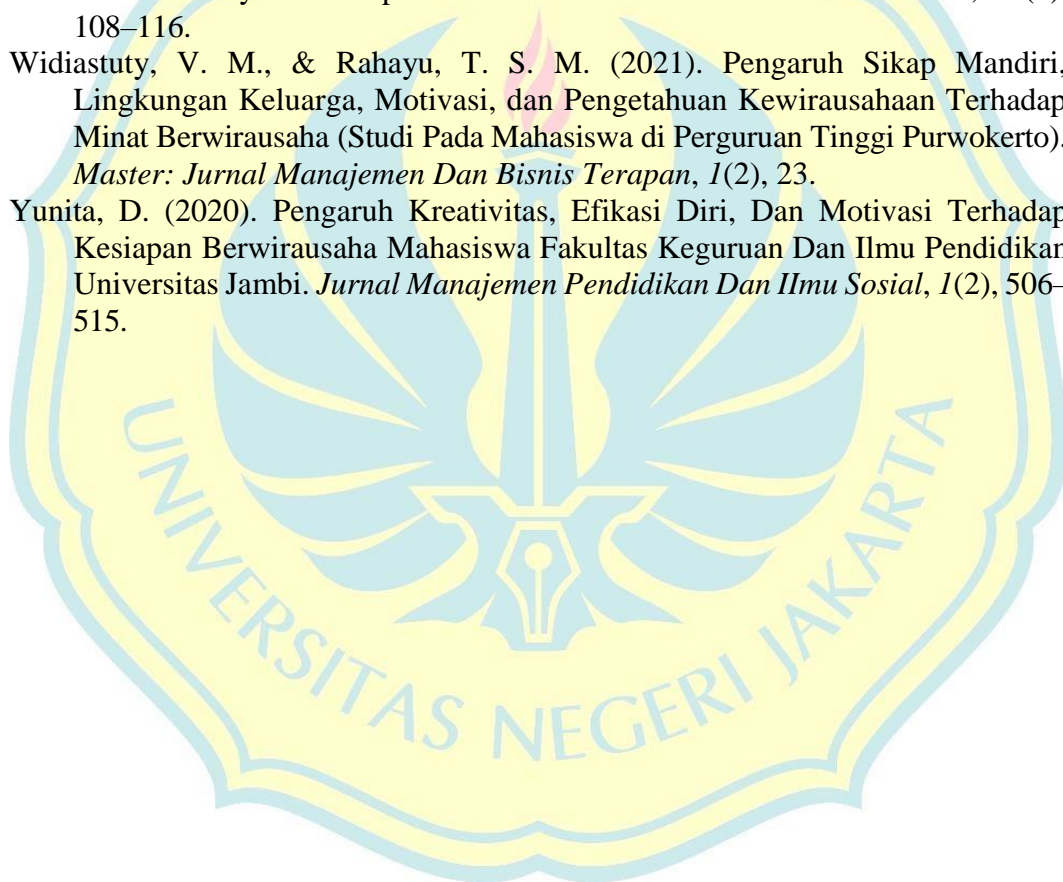 108–116.
Widiastuty, V. M., & Rahayu, T. S. M. (2021). Pengaruh Sikap Mandiri,
Lingkungan Keluarga, Motivasi, dan Pengetahuan Kewirausahaan Terhadap
Minat Berwirausaha (Studi Pada Mahasiswa di Perguruan Tinggi Purwokerto).
Master: Jurnal Manajemen Dan Bisnis Terapan, 1(2), 23.
Yunita, D. (2020). Pengaruh Kreativitas, Efikasi Diri, Dan Motivasi Terhadap
Kesiapan Berwirausaha Mahasiswa Fakultas Keguruan Dan Ilmu Pendidikan
Universitas Jambi. Jurnal Manajemen Pendidikan Dan IImu Sosial, 1(2), 506–
515.
UNIVERSITAS NEGERI JAKARTA